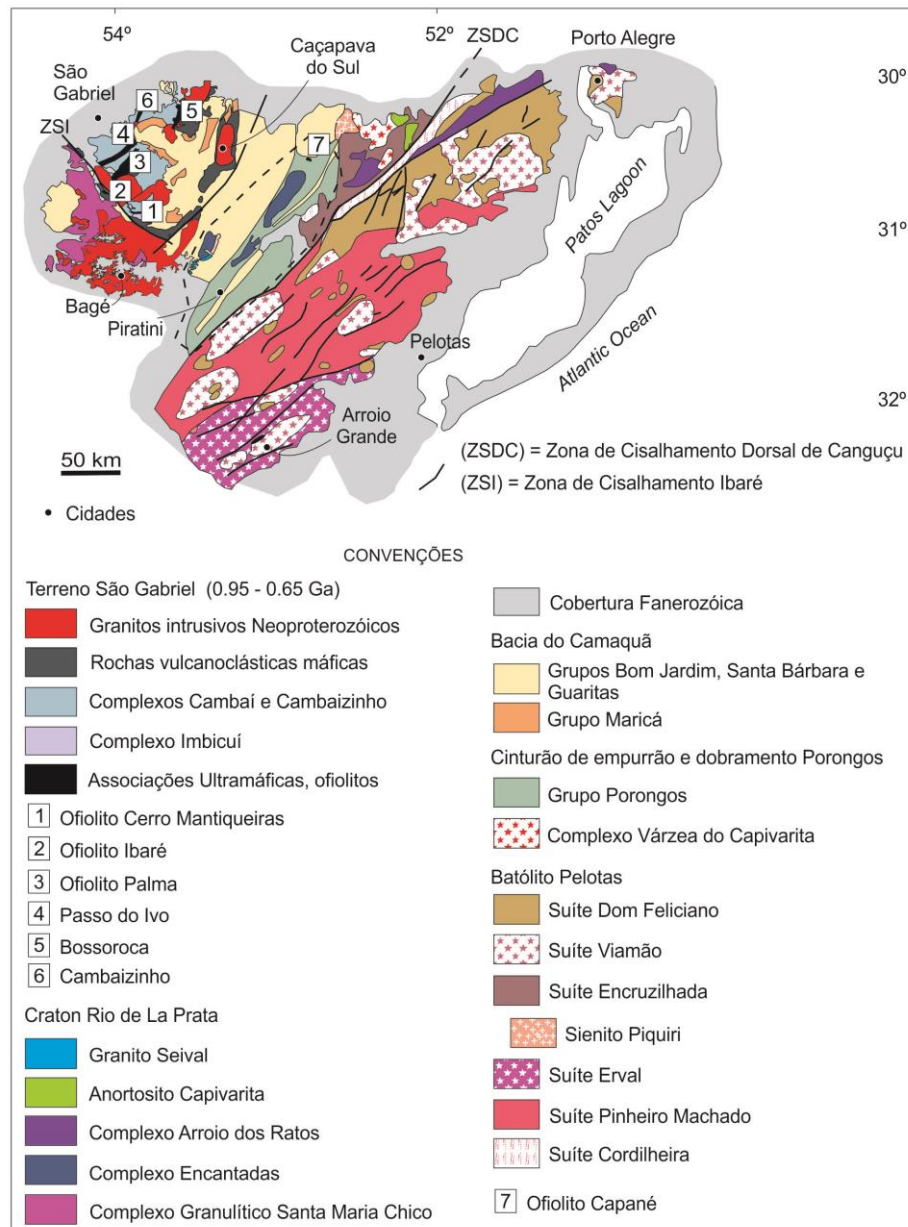 54º
52º
ZSDC
Porto Alegre
Caçapava
do Sul
30º
São
Gabriel
6
5
ZSI
4
7
3
2
1
Patos Lagoon
31º
Bagé
Piratini
Atlantic Ocean
Pelotas
32º
Arroio
Grande
50 km
(ZSDC) = Zona de Cisalhamento Dorsal de Canguçu
(ZSI) = Zona de Cisalhamento Ibaré
• Cidades
CONVENÇÕES
Terreno São Gabriel (0.95 - 0.65 Ga)
Granitos intrusivos Neoproterozóicos
Rochas vulcanoclásticas máficas
Complexos Cambaí e Cambaizinho
Complexo Imbicuí
Associações Ultramáficas, ofiolitos
1 Ofiolito Cerro Mantiqueiras
2 Ofiolito Ibaré
3 Ofiolito Palma
4 Passo do Ivo
5 Bossoroca
6 Cambaizinho
Craton Rio de La Prata
Granito Seival
Anortosito Capivarita
Complexo Arroio dos Ratos
Complexo Encantadas
Complexo Granulítico Santa Maria Chico
Cobertura Fanerozóica
Bacia do Camaquã
Grupos Bom Jardim, Santa Bárbara e
Guaritas
Grupo Maricá
Cinturão de empurrão e dobramento Porongos
Grupo Porongos
Complexo Várzea do Capivarita
Batólito Pelotas
Suíte Dom Feliciano
Suíte Viamão
Suíte Encruzilhada
Sienito Piquiri
Suíte Erval
Suíte Pinheiro Machado
Suíte Cordilheira
7 Ofiolito Capané